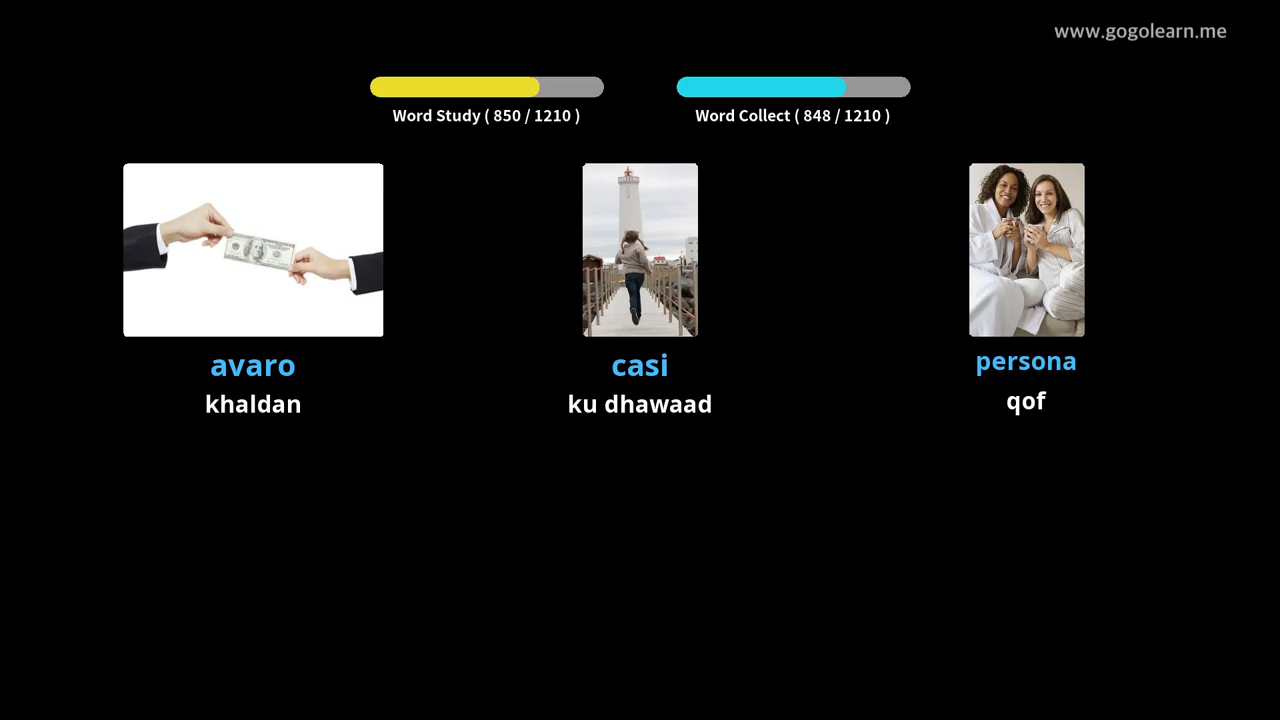 www.gogolearn.me
Word Study ( 850 / 1210 )
Word Collect ( 848 / 1210 )
avaro
khaldan
casi
ku dhawaad
persona
qof